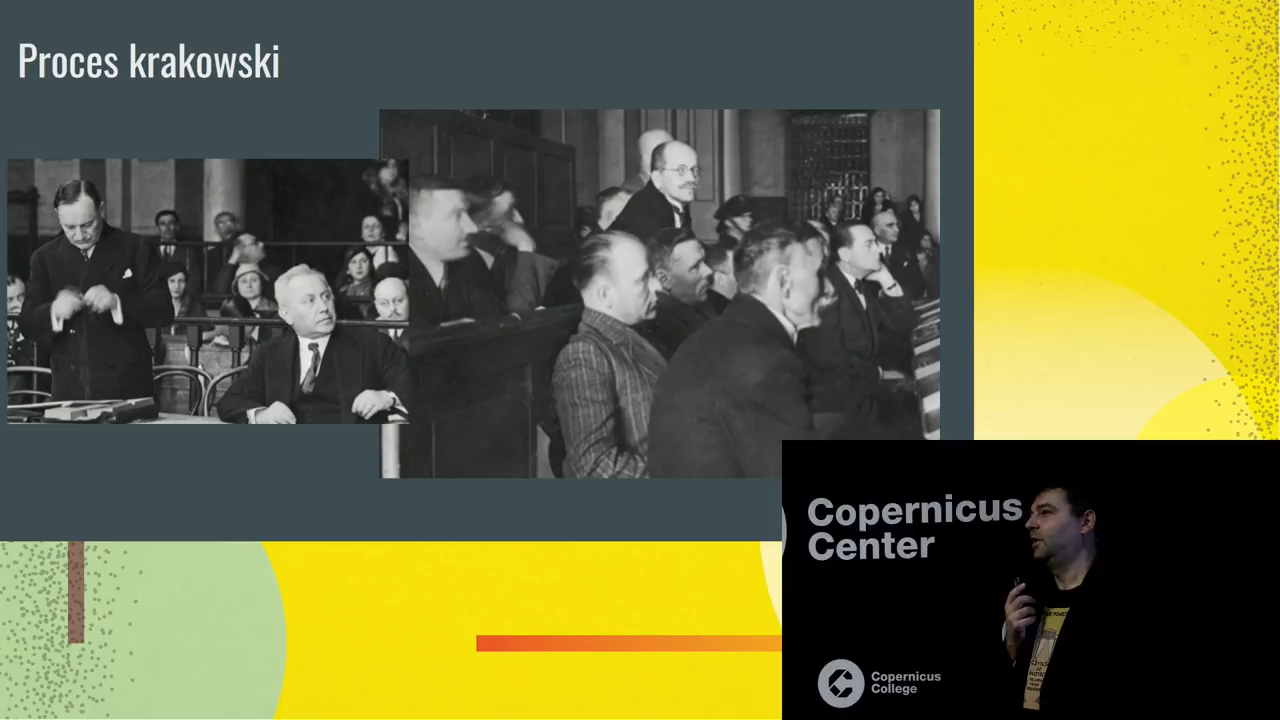 Proces krakowski
Copernicus
Center
Copernicus
College